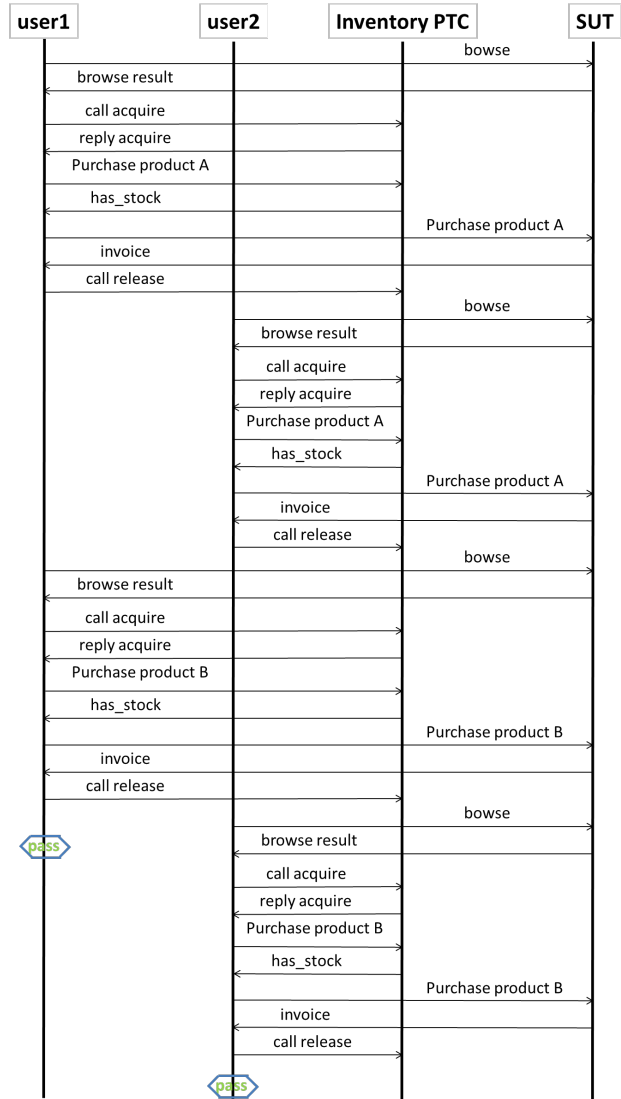 user1
user2
Inventory PTC
SUT
bowse
browse result
call acquire
reply acquire
Purchase product A
has_stock
Purchase product A
invoice
call release
bowse
browse result
call acquire
reply acquire
Purchase product A
has_stock
Purchase product A
invoice
call release
bowse
browse result
call acquire
reply acquire
Purchase product B
has_stock
Purchase product B
invoice
call release
bowse
pass
browse result
call acquire
reply acquire
Purchase product B
has_stock
Purchase product B
invoice
call release
pass